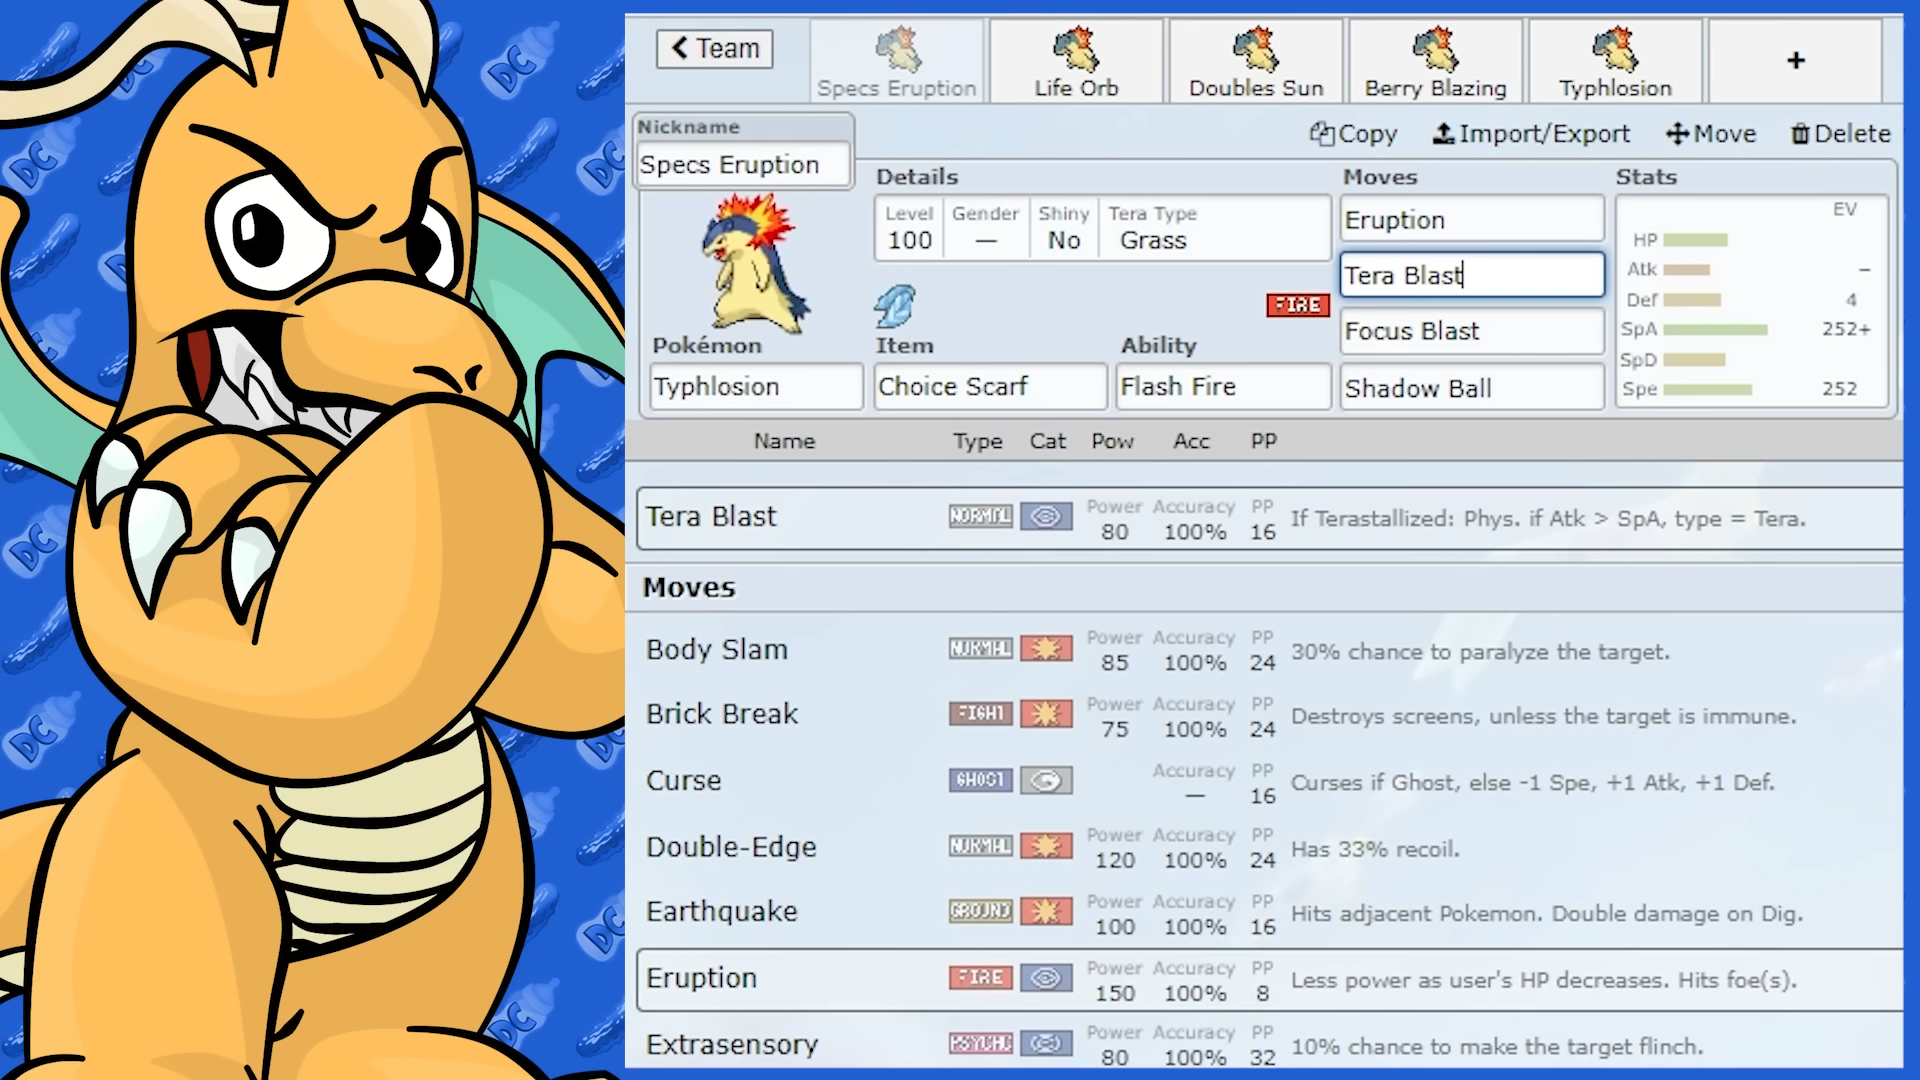 Team
Specs Eruption
Life Orb
Doubles Sun
Berry Blazing
Typhlosion
+
Nickname
Specs Eruption
Copy
Import/Export
Move
Delete
Details
Level
100
Gender
—
Shiny
No
Tera Type
Grass
FIRE
Pokémon
Typhlosion
Item
Choice Scarf
Ability
Flash Fire
Moves
Eruption
Tera Blast
Focus Blast
Shadow Ball
Stats
EV
HP
Atk –
Def 4
SpA 252+
SpD
Spe 252
Name Type Cat Pow Acc PP
Tera Blast NORMAL Power 80 Accuracy 100% PP 16 If Terastallized: Phys. if Atk > SpA, type = Tera.
Moves
Body Slam NORMAL Power 85 Accuracy 100% PP 24 30% chance to paralyze the target.
Brick Break FIGHT Power 75 Accuracy 100% PP 24 Destroys screens, unless the target is immune.
Curse GHOST Accuracy — PP 16 Curses if Ghost, else -1 Spe, +1 Atk, +1 Def.
Double-Edge NORMAL Power 120 Accuracy 100% PP 24 Has 33% recoil.
Earthquake GROUND Power 100 Accuracy 100% PP 16 Hits adjacent Pokemon. Double damage on Dig.
Eruption FIRE Power 150 Accuracy 100% PP 8 Less power as user's HP decreases. Hits foe(s).
Extrasensory PSYCHC Power 80 Accuracy 100% PP 32 10% chance to make the target flinch.
DC
DC
DC
DC
DC
DC
DC